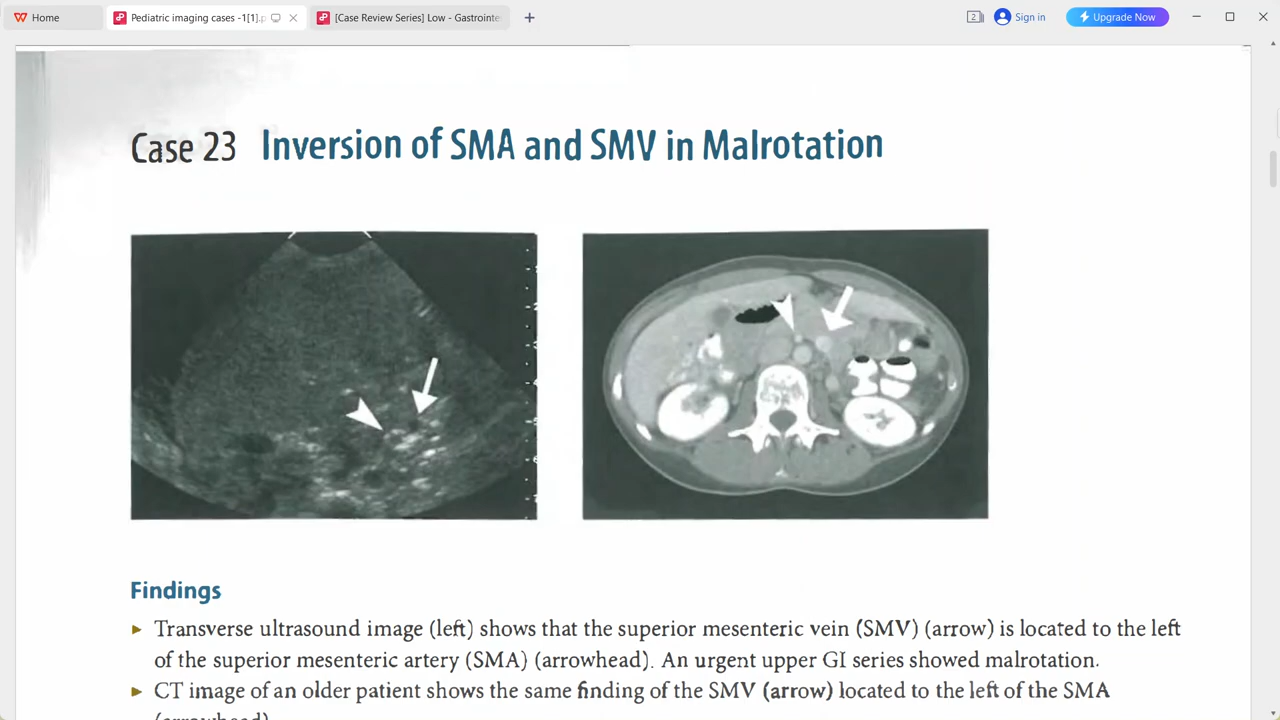 Home
Pediatric imaging cases -1[1].p
[Case Review Series] Low - Gastrointe
2
Sign in
Upgrade Now
Case 23 Inversion of SMA and SMV in Malrotation
Findings
▸ Transverse ultrasound image (left) shows that the superior mesenteric vein (SMV) (arrow) is located to the left
of the superior mesenteric artery (SMA) (arrowhead). An urgent upper GI series showed malrotation.
▸ CT image of an older patient shows the same finding of the SMV (arrow) located to the left of the SMA
(arrowhead)